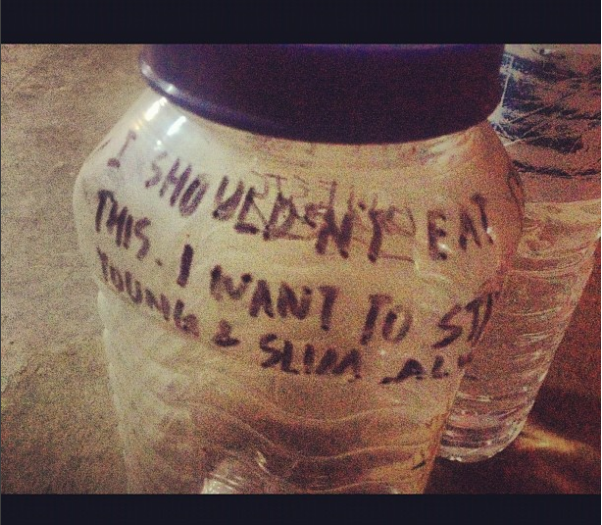 "I SHOULDN'T EAT
THIS. I WANT TO
YOUNG & SLIM